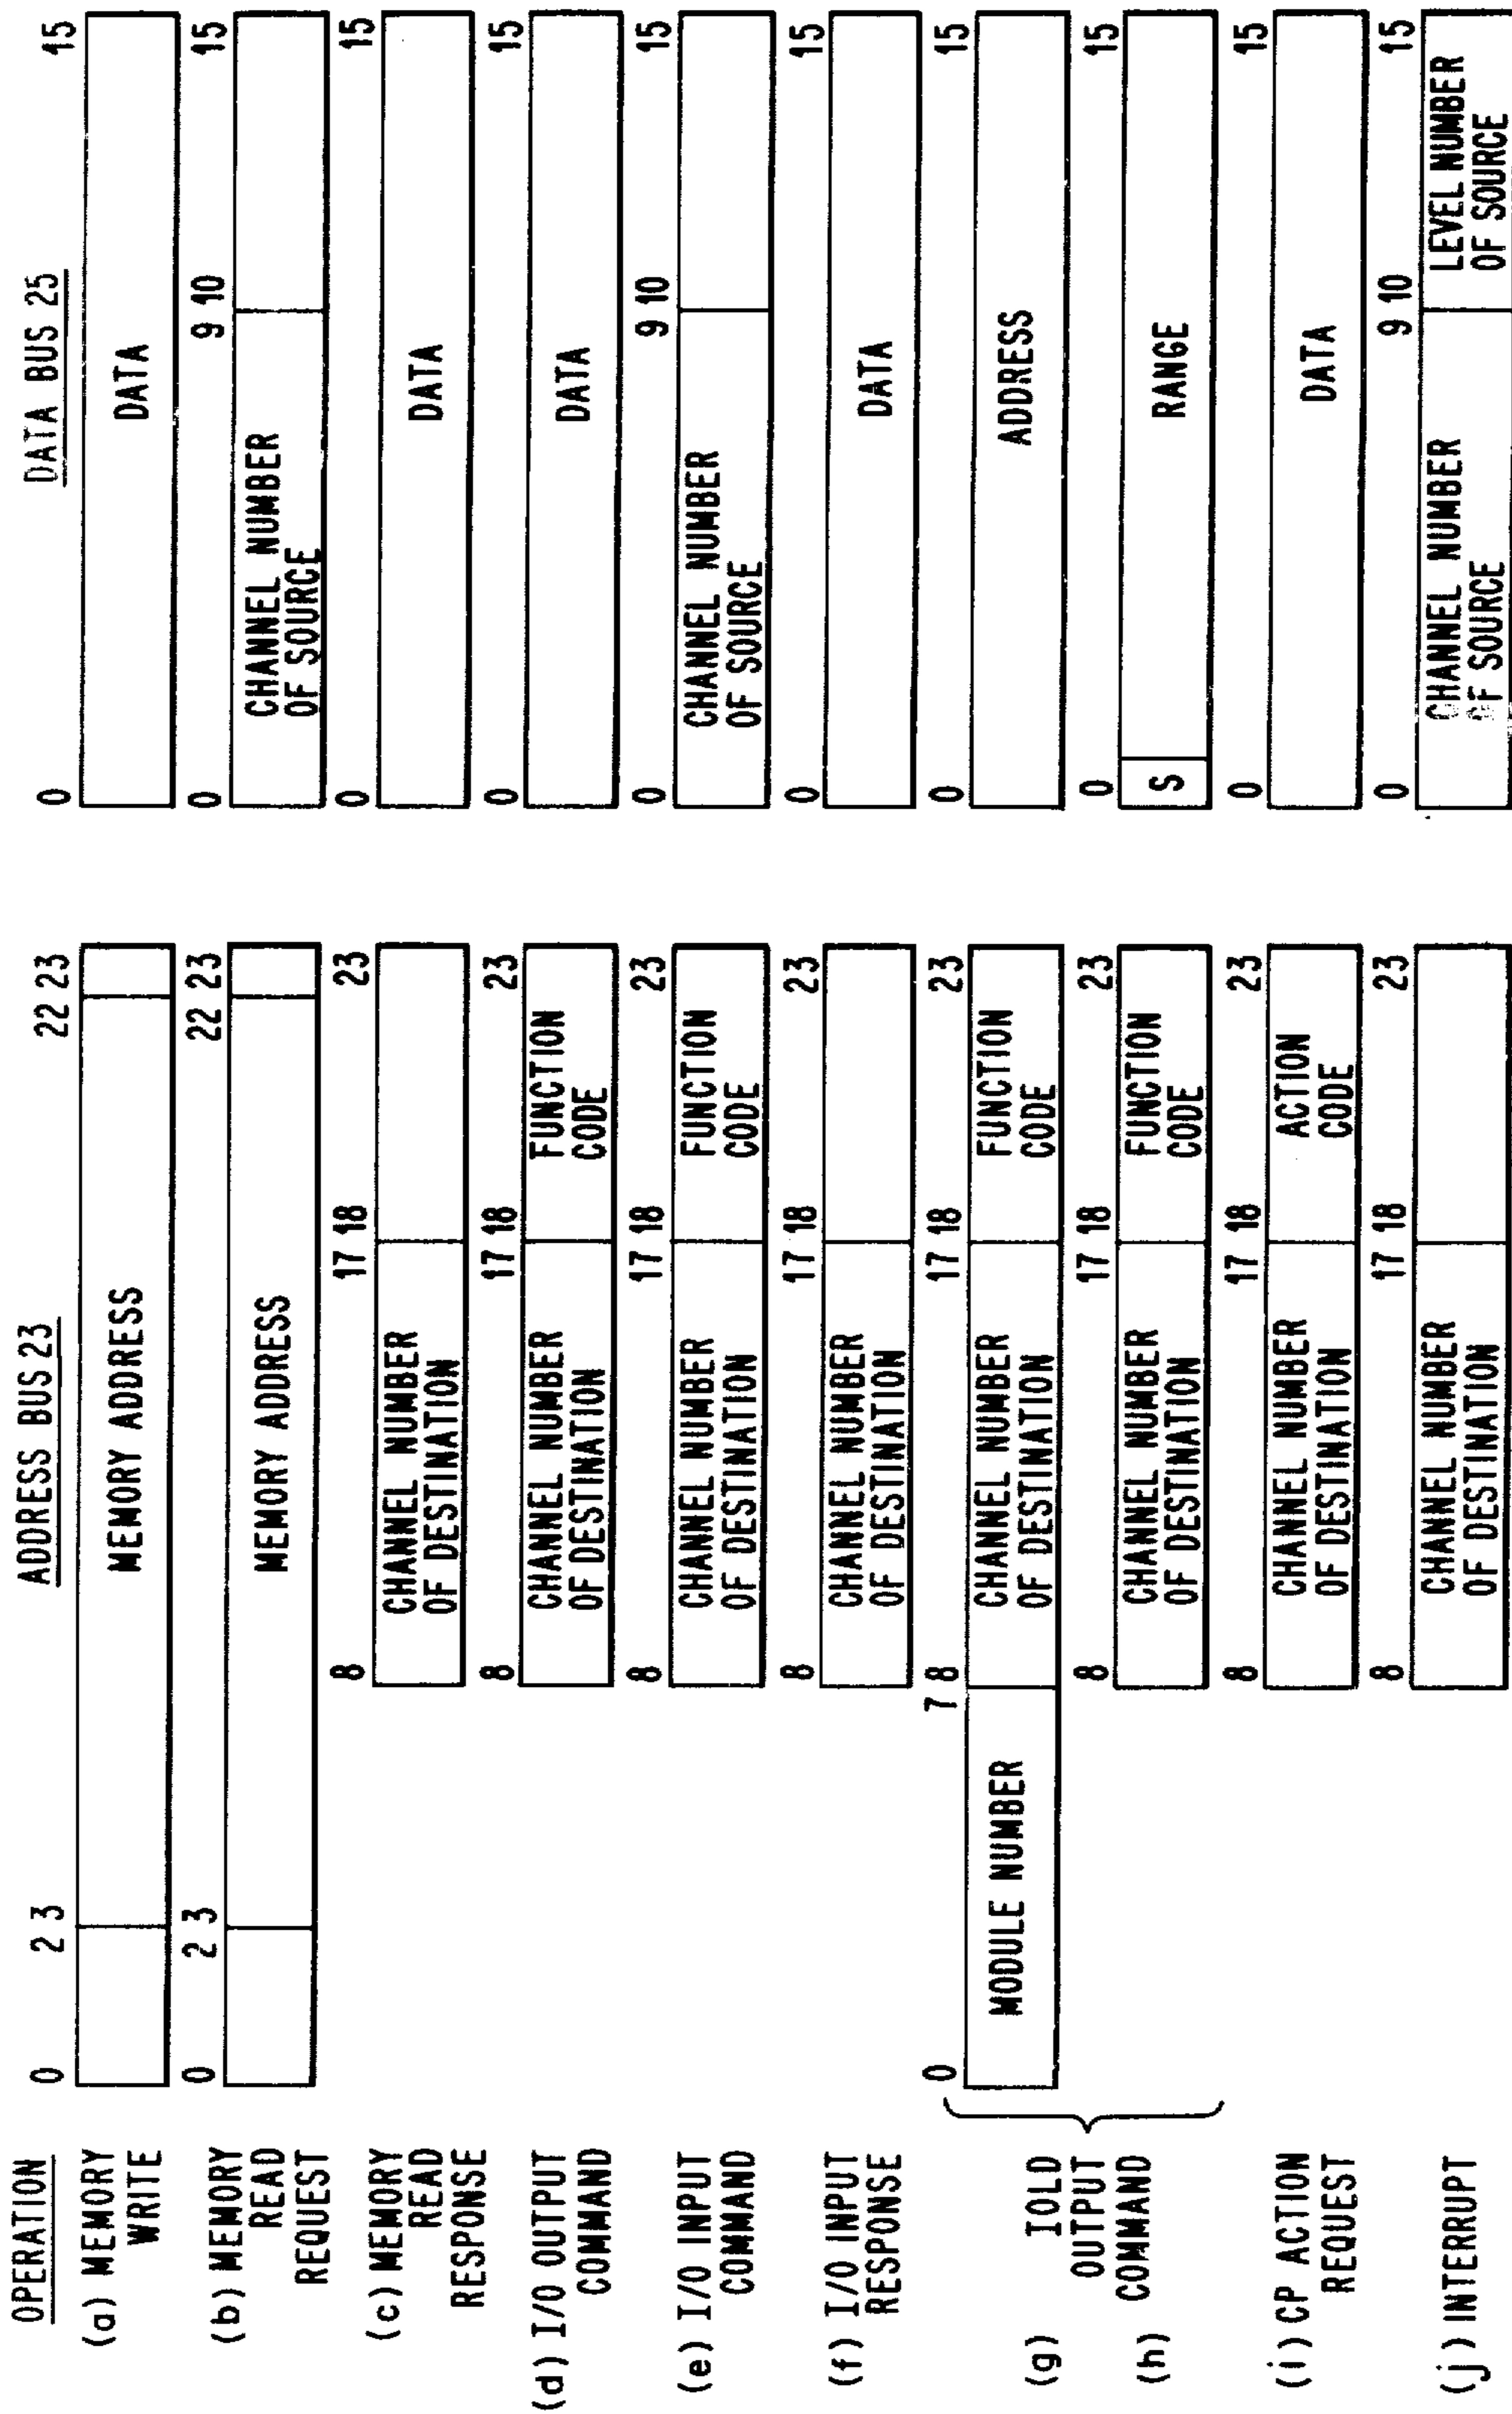 OPERATION
ADDRESS BUS 23
DATA BUS 25
(a) MEMORY
WRITE
0 2 3 22 23
MEMORY ADDRESS
0 15
DATA
(b) MEMORY
READ
REQUEST
0 2 3 22 23
MEMORY ADDRESS
0 9 10 15
CHANNEL NUMBER
OF SOURCE
(c) MEMORY
READ
RESPONSE
8 17 18 23
CHANNEL NUMBER
OF DESTINATION
0 15
DATA
(d) I/O OUTPUT
COMMAND
8 17 18 23
CHANNEL NUMBER
OF DESTINATION
FUNCTION
CODE
0 15
DATA
(e) I/O INPUT
COMMAND
8 17 18 23
CHANNEL NUMBER
OF DESTINATION
FUNCTION
CODE
0 9 10 15
CHANNEL NUMBER
OF SOURCE
(f) I/O INPUT
RESPONSE
8 17 18 23
CHANNEL NUMBER
OF DESTINATION
0 15
DATA
(g) IOLD
OUTPUT
(h) COMMAND
0 7 8 17 18 23
MODULE NUMBER
CHANNEL NUMBER
OF DESTINATION
FUNCTION
CODE
0 15
ADDRESS
8 17 18 23
CHANNEL NUMBER
OF DESTINATION
FUNCTION
CODE
0 15
S
RANGE
(i) CP ACTION
REQUEST
8 17 18 23
CHANNEL NUMBER
OF DESTINATION
ACTION
CODE
0 15
DATA
(j) INTERRUPT
8 17 18 23
CHANNEL NUMBER
OF DESTINATION
0 9 10 15
CHANNEL NUMBER
OF SOURCE
LEVEL NUMBER
OF SOURCE